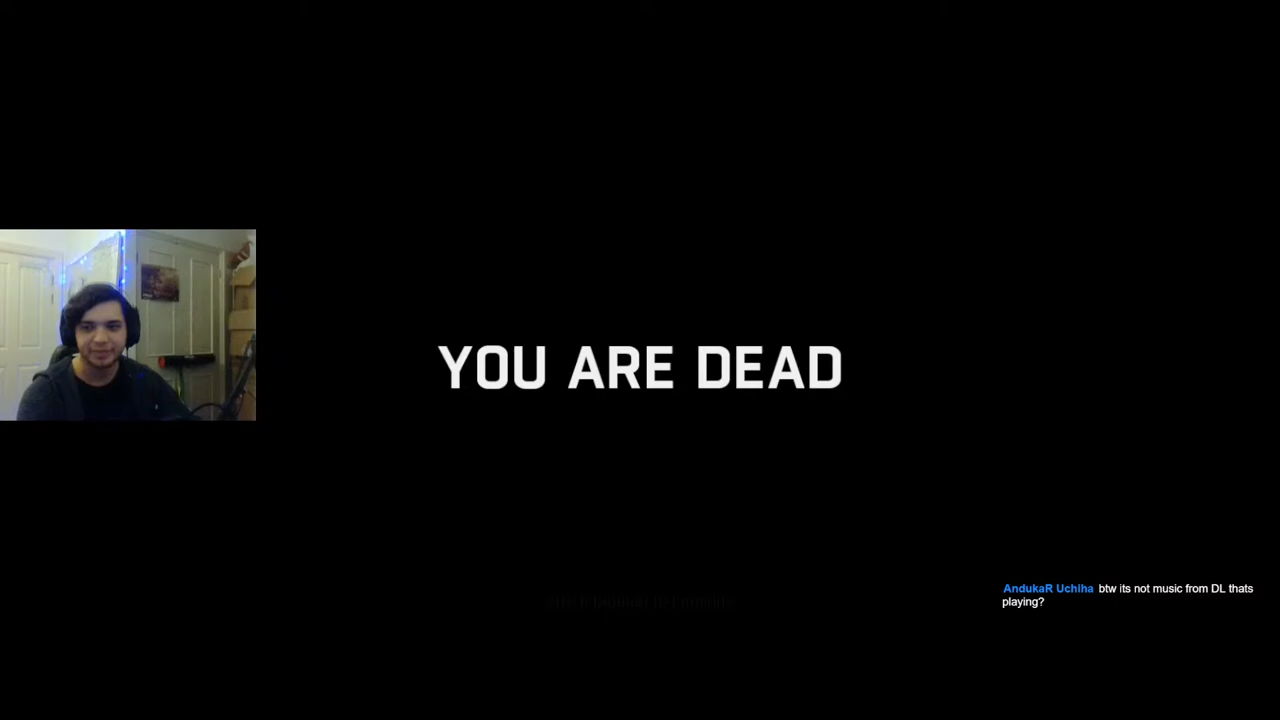 YOU ARE DEAD
AndukaR Uchiha btw its not music from DL thats
playing?